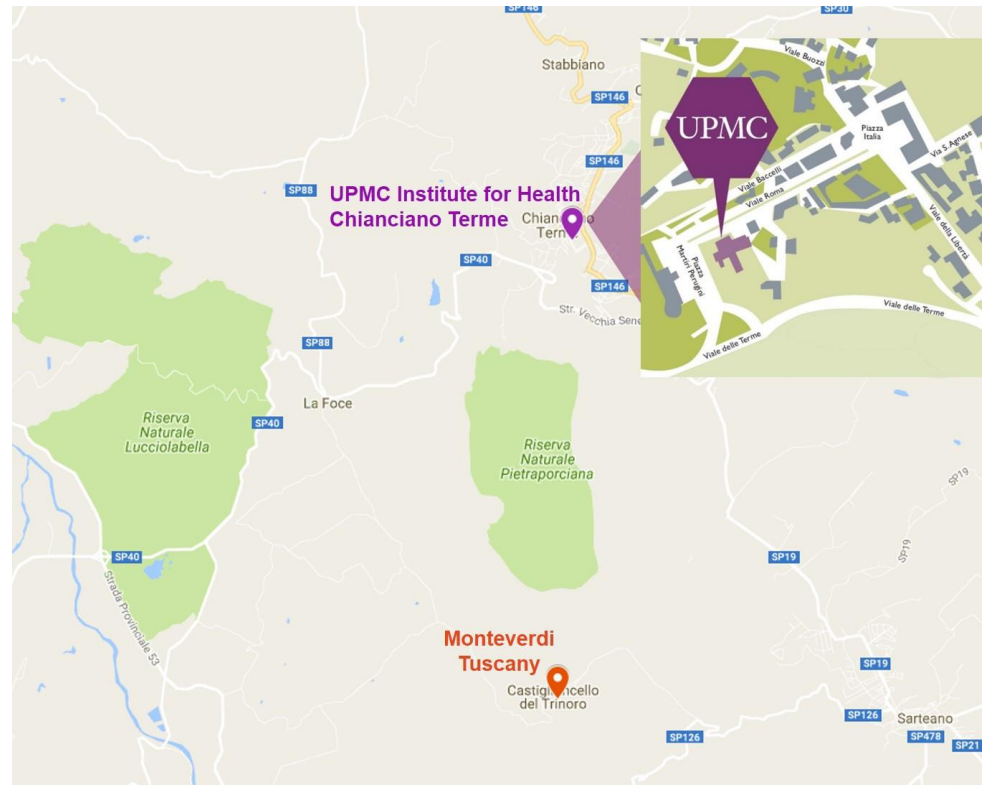 SP146
SP30
Stabbiano
SP146
SP146
SP88
UPMC Institute for Health
Chianciano Terme
Chianciano
SP40
SP146
Str. Vecchia Sene
Viale Buozzi
UPMC
Piazza
Italia
Via S. Agnese
Viale Baccelli
Viale Roma
Viale della Libertà
Piazza
Martiri Perugini
Viale delle Terme
Viale delle Terme
SP88
La Foce
SP40
Riserva
Naturale
Lucciolabella
Riserva
Naturale
Pietraporciana
SP19
SP19
SP19
SP40
Strada Provinciale 53
Monteverdi
Tuscany
Castiglioncello
del Trinoro
SP19
SP126
SP126
Sarteano
SP478
SP21